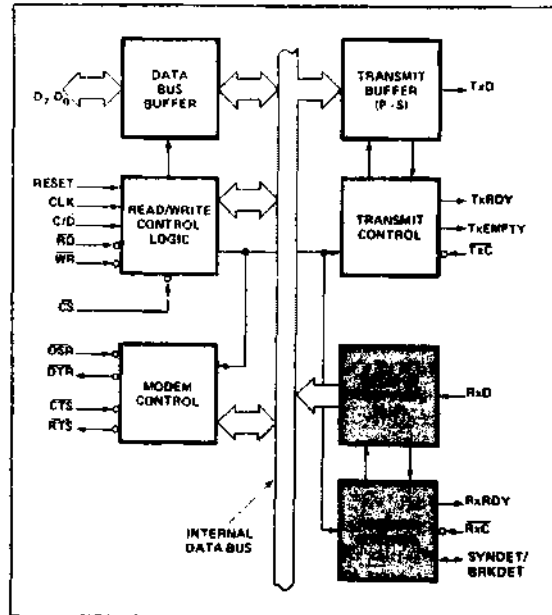 DATA
BUS
BUFFER
D7 D0
TRANSMIT
BUFFER
(P - S)
TxD
RESET
CLK
C/D
RD
WR
CS
READ/WRITE
CONTROL
LOGIC
TRANSMIT
CONTROL
TxRDY
TxEMPTY
TxC
DSR
DTR
CTS
RTS
MODEM
CONTROL
RxD
INTERNAL
DATA BUS
RxRDY
RxC
SYNDET/
BRKDET